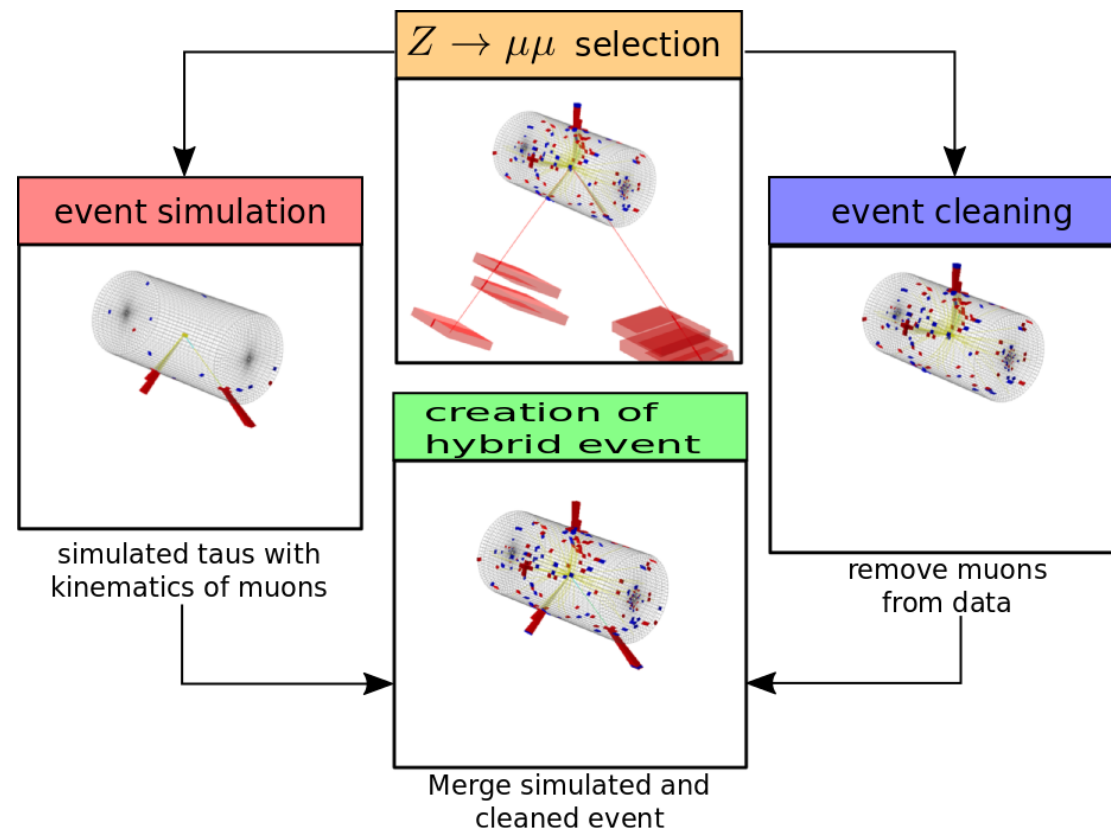 Z → μμ selection
event simulation
event cleaning
creation of
hybrid event
simulated taus with
kinematics of muons
remove muons
from data
Merge simulated and
cleaned event